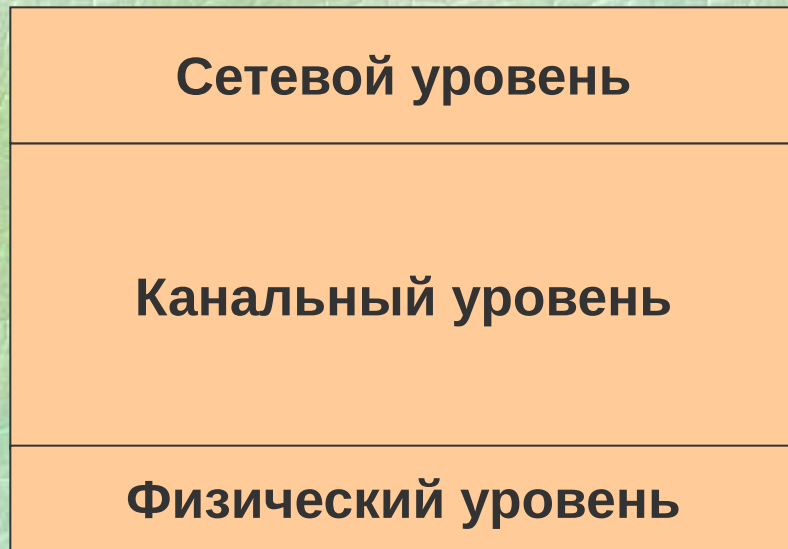 Сетевой уровень
Канальный уровень
Физический уровень